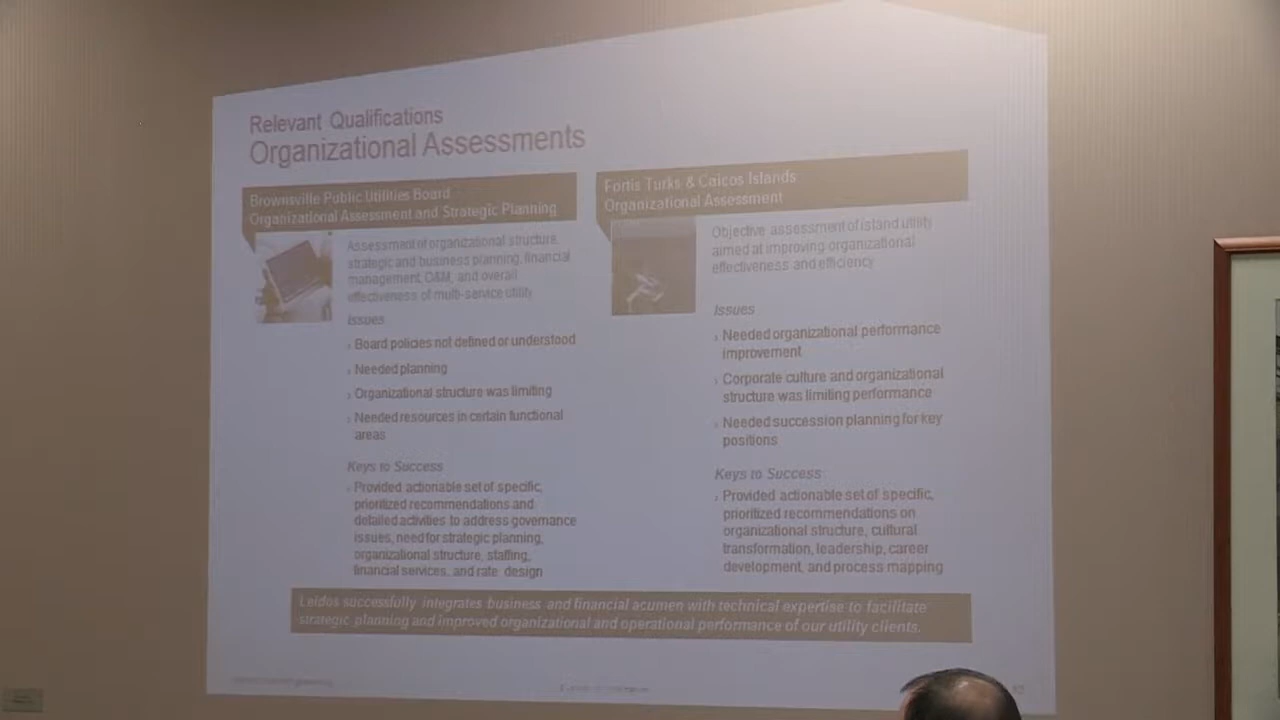 Relevant Qualifications
Organizational Assessments
Brownsville Public Utilities Board
Organizational Assessment and Strategic Planning
Assessment of organizational structure,
strategic and business planning, financial
management, O&M, and overall
effectiveness of multi-service utility
Issues
› Board policies not defined or understood
› Needed planning
› Organizational structure was limiting
› Needed resources in certain functional
areas
Keys to Success
› Provided actionable set of specific,
prioritized recommendations and
detailed activities to address governance
issues, need for strategic planning,
organizational structure, staffing,
financial services, and rate design
Fortis Turks & Caicos Islands
Organizational Assessment
Objective assessment of island utility
aimed at improving organizational
effectiveness and efficiency
Issues
› Needed organizational performance
improvement
› Corporate culture and organizational
structure was limiting performance
› Needed succession planning for key
positions
Keys to Success
› Provided actionable set of specific,
prioritized recommendations on
organizational structure, cultural
transformation, leadership, career
development, and process mapping
Leidos successfully integrates business and financial acumen with technical expertise to facilitate
strategic planning and improved organizational and operational performance of our utility clients.